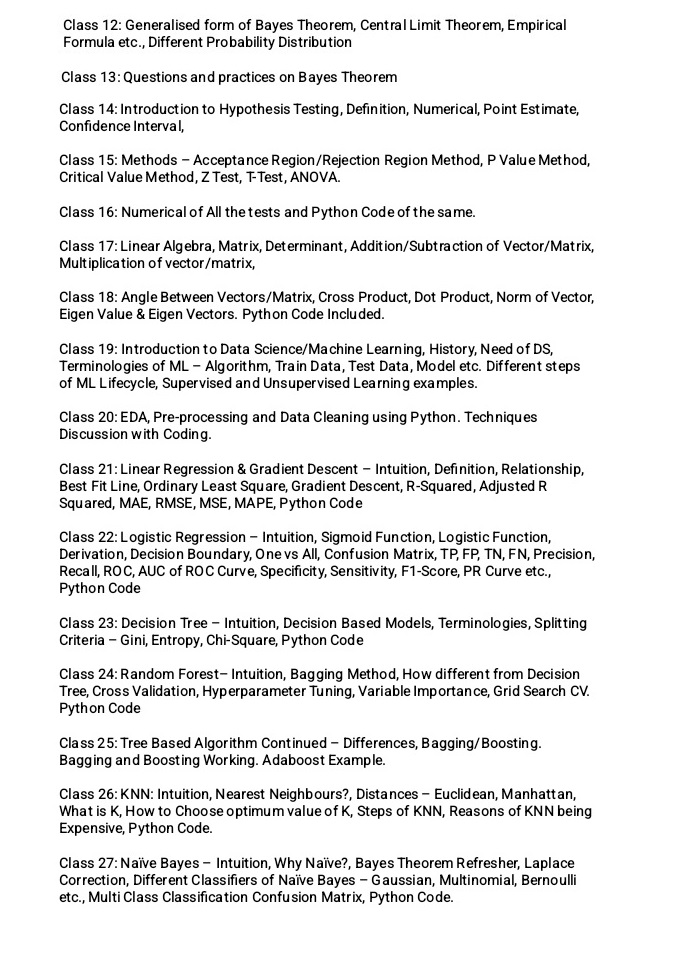 Class 12: Generalised form of Bayes Theorem, Central Limit Theorem, Empirical
Formula etc., Different Probability Distribution
Class 13: Questions and practices on Bayes Theorem
Class 14: Introduction to Hypothesis Testing, Definition, Numerical, Point Estimate,
Confidence Interval,
Class 15: Methods – Acceptance Region/Rejection Region Method, P Value Method,
Critical Value Method, Z Test, T-Test, ANOVA.
Class 16: Numerical of All the tests and Python Code of the same.
Class 17: Linear Algebra, Matrix, Determinant, Addition/Subtraction of Vector/Matrix,
Multiplication of vector/matrix,
Class 18: Angle Between Vectors/Matrix, Cross Product, Dot Product, Norm of Vector,
Eigen Value & Eigen Vectors. Python Code Included.
Class 19: Introduction to Data Science/Machine Learning, History, Need of DS,
Terminologies of ML – Algorithm, Train Data, Test Data, Model etc. Different steps
of ML Lifecycle, Supervised and Unsupervised Learning examples.
Class 20: EDA, Pre-processing and Data Cleaning using Python. Techniques
Discussion with Coding.
Class 21: Linear Regression & Gradient Descent – Intuition, Definition, Relationship,
Best Fit Line, Ordinary Least Square, Gradient Descent, R-Squared, Adjusted R
Squared, MAE, RMSE, MSE, MAPE, Python Code
Class 22: Logistic Regression – Intuition, Sigmoid Function, Logistic Function,
Derivation, Decision Boundary, One vs All, Confusion Matrix, TP, FP, TN, FN, Precision,
Recall, ROC, AUC of ROC Curve, Specificity, Sensitivity, F1-Score, PR Curve etc.,
Python Code
Class 23: Decision Tree – Intuition, Decision Based Models, Terminologies, Splitting
Criteria – Gini, Entropy, Chi-Square, Python Code
Class 24: Random Forest– Intuition, Bagging Method, How different from Decision
Tree, Cross Validation, Hyperparameter Tuning, Variable Importance, Grid Search CV.
Python Code
Class 25: Tree Based Algorithm Continued – Differences, Bagging/Boosting.
Bagging and Boosting Working. Adaboost Example.
Class 26: KNN: Intuition, Nearest Neighbours?, Distances – Euclidean, Manhattan,
What is K, How to Choose optimum value of K, Steps of KNN, Reasons of KNN being
Expensive, Python Code.
Class 27: Naïve Bayes – Intuition, Why Naïve?, Bayes Theorem Refresher, Laplace
Correction, Different Classifiers of Naïve Bayes – Gaussian, Multinomial, Bernoulli
etc., Multi Class Classification Confusion Matrix, Python Code.